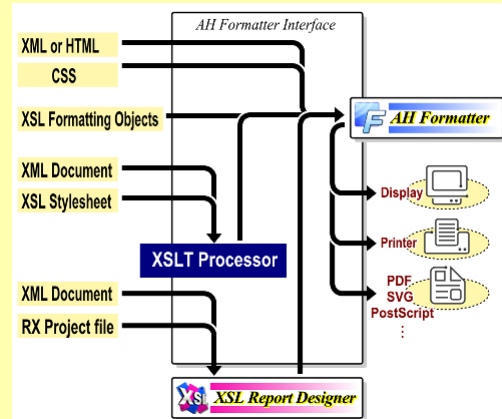 AH Formatter Interface
XML or HTML
CSS
XSL Formatting Objects
AH Formatter
XML Document
XSL Stylesheet
Display
XSLT Processor
Printer
PDF
SVG
PostScript
⋮
XML Document
RX Project file
XSL XSL Report Designer